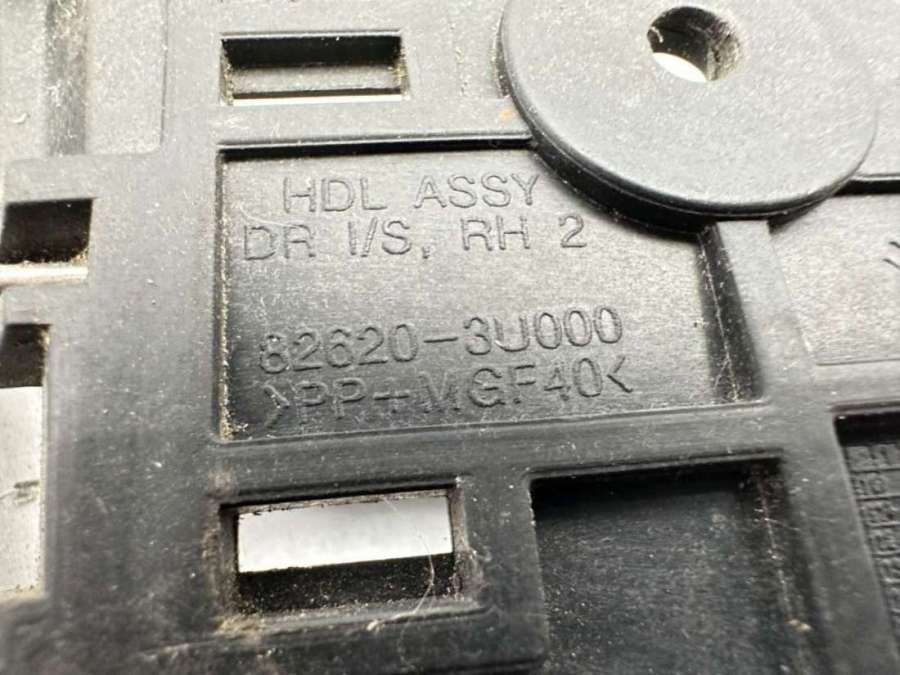 HDL ASSY
DR I/S, RH 2
82620-3U000
>PP+MGF40<